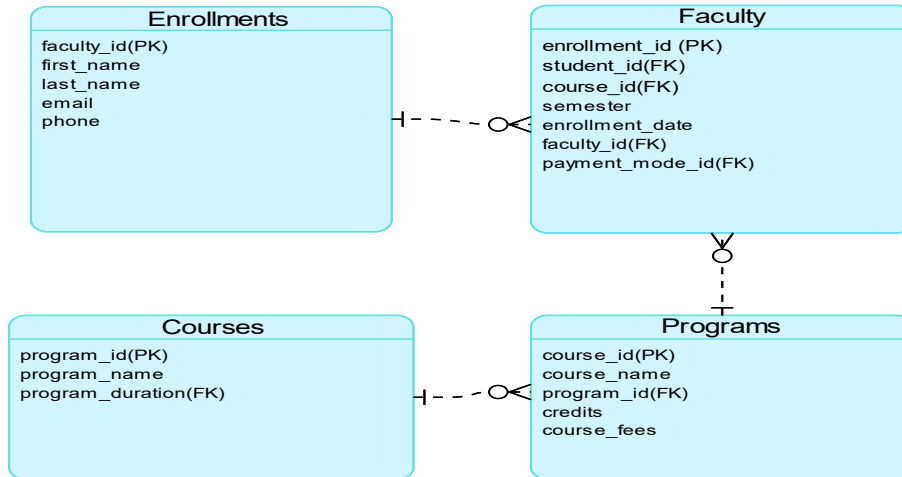 Enrollments
faculty_id(PK)
first_name
last_name
email
phone
Faculty
enrollment_id (PK)
student_id(FK)
course_id(FK)
semester
enrollment_date
faculty_id(FK)
payment_mode_id(FK)
Courses
program_id(PK)
program_name
program_duration(FK)
Programs
course_id(PK)
course_name
program_id(FK)
credits
course_fees